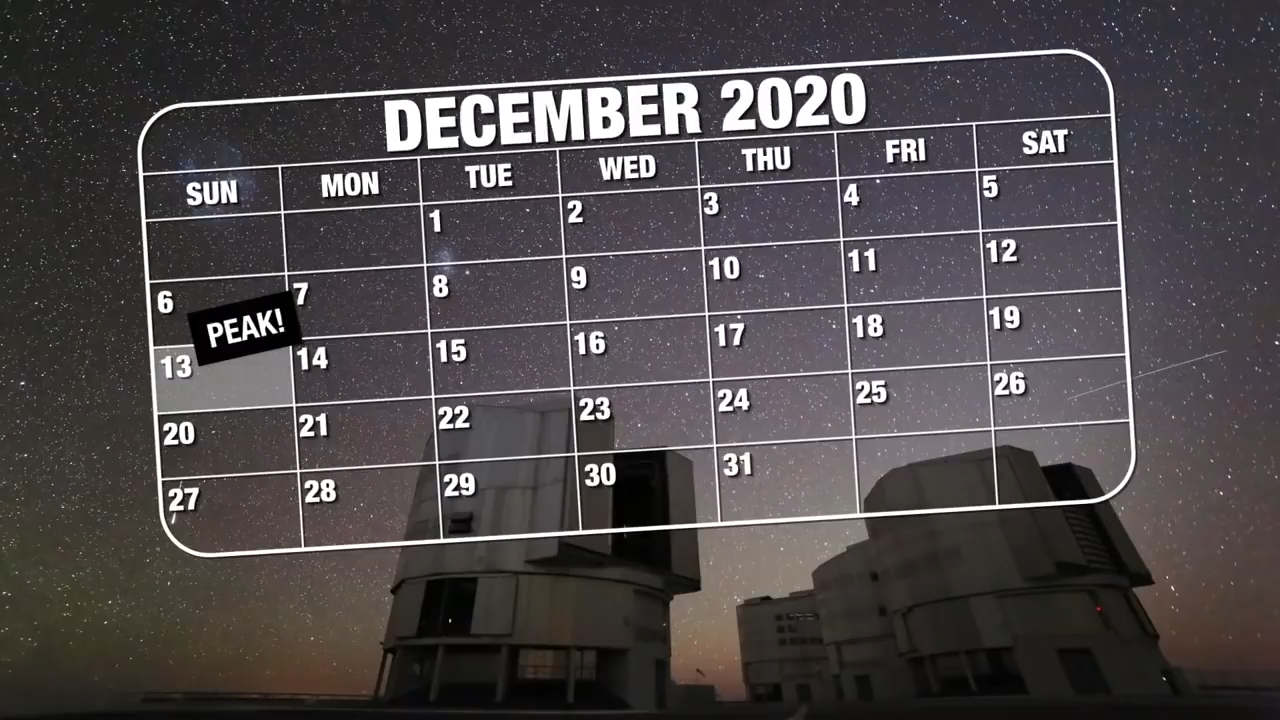 DECEMBER 2020
SUN MON TUE WED THU FRI SAT
1 2 3 4 5
6 7 8 9 10 11 12
PEAK!
13 14 15 16 17 18 19
20 21 22 23 24 25 26
27 28 29 30 31